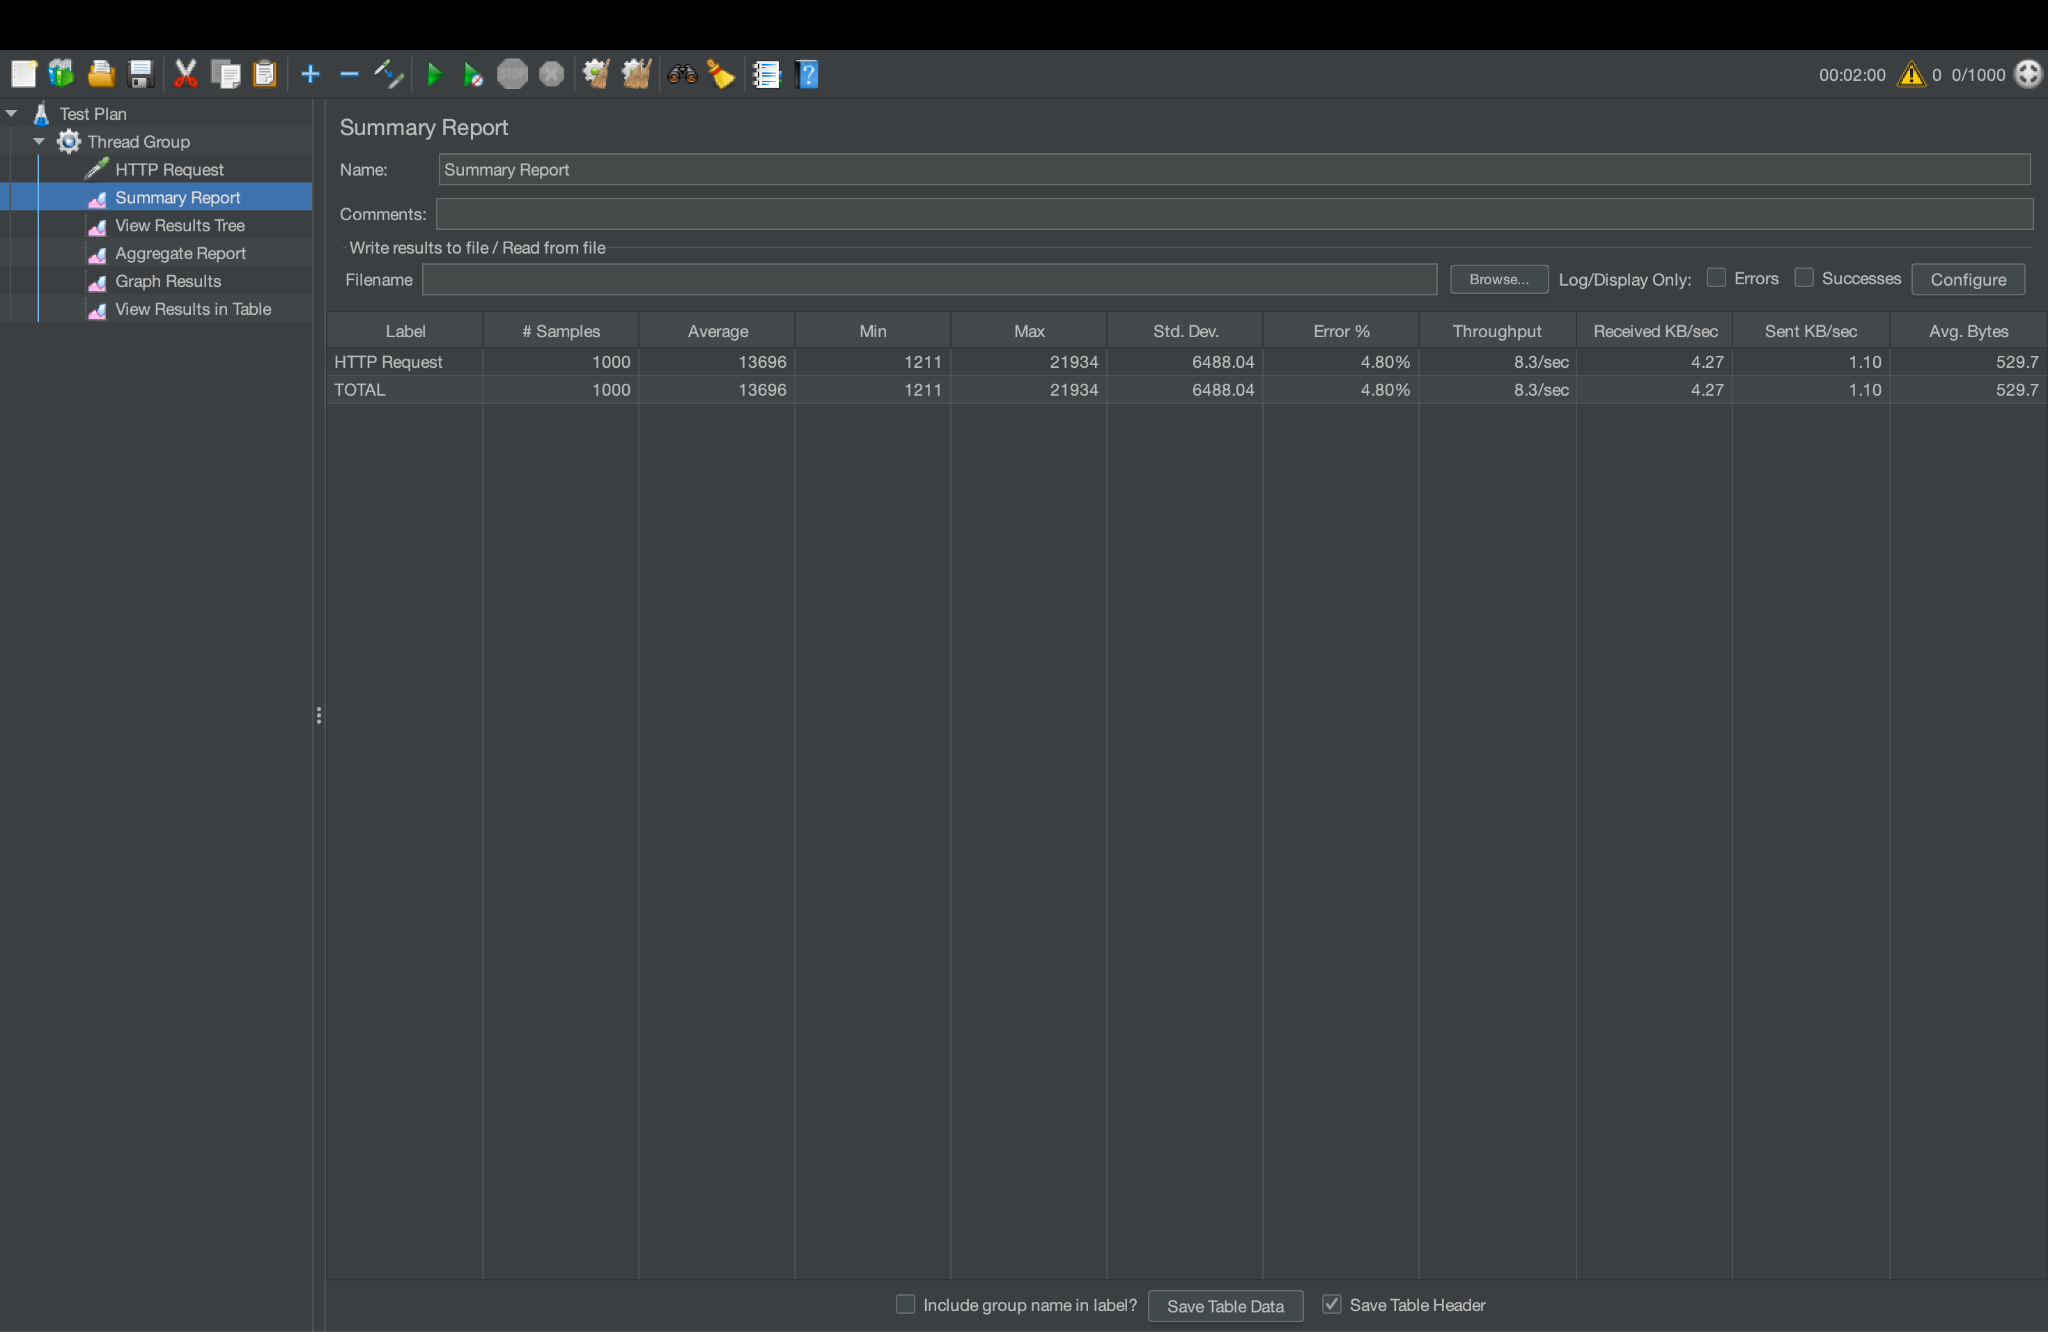 STOP
?
00:02:00 0 0/1000
Test Plan
Thread Group
HTTP Request
Summary Report
View Results Tree
Aggregate Report
Graph Results
View Results in Table
Summary Report
Name: Summary Report
Comments:
Write results to file / Read from file
Filename Browse... Log/Display Only: Errors Successes Configure
Label # Samples Average Min Max Std. Dev. Error % Throughput Received KB/sec Sent KB/sec Avg. Bytes
HTTP Request 1000 13696 1211 21934 6488.04 4.80% 8.3/sec 4.27 1.10 529.7
TOTAL 1000 13696 1211 21934 6488.04 4.80% 8.3/sec 4.27 1.10 529.7
Include group name in label? Save Table Data Save Table Header